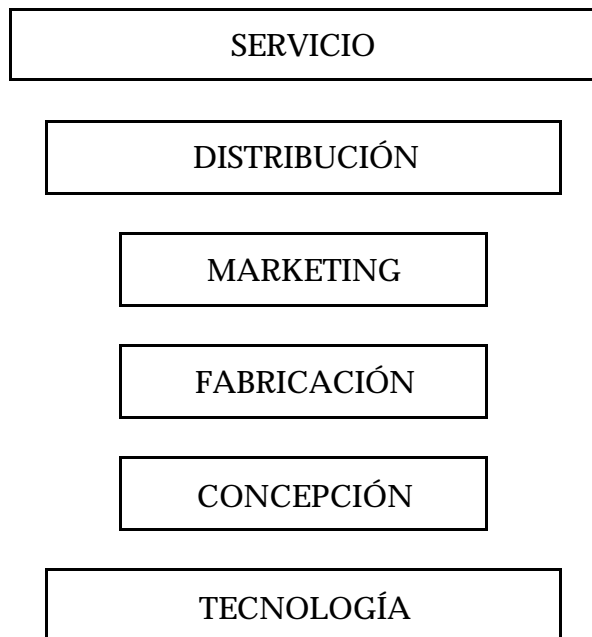 SERVICIO
DISTRIBUCIÓN
MARKETING
FABRICACIÓN
CONCEPCIÓN
TECNOLOGÍA